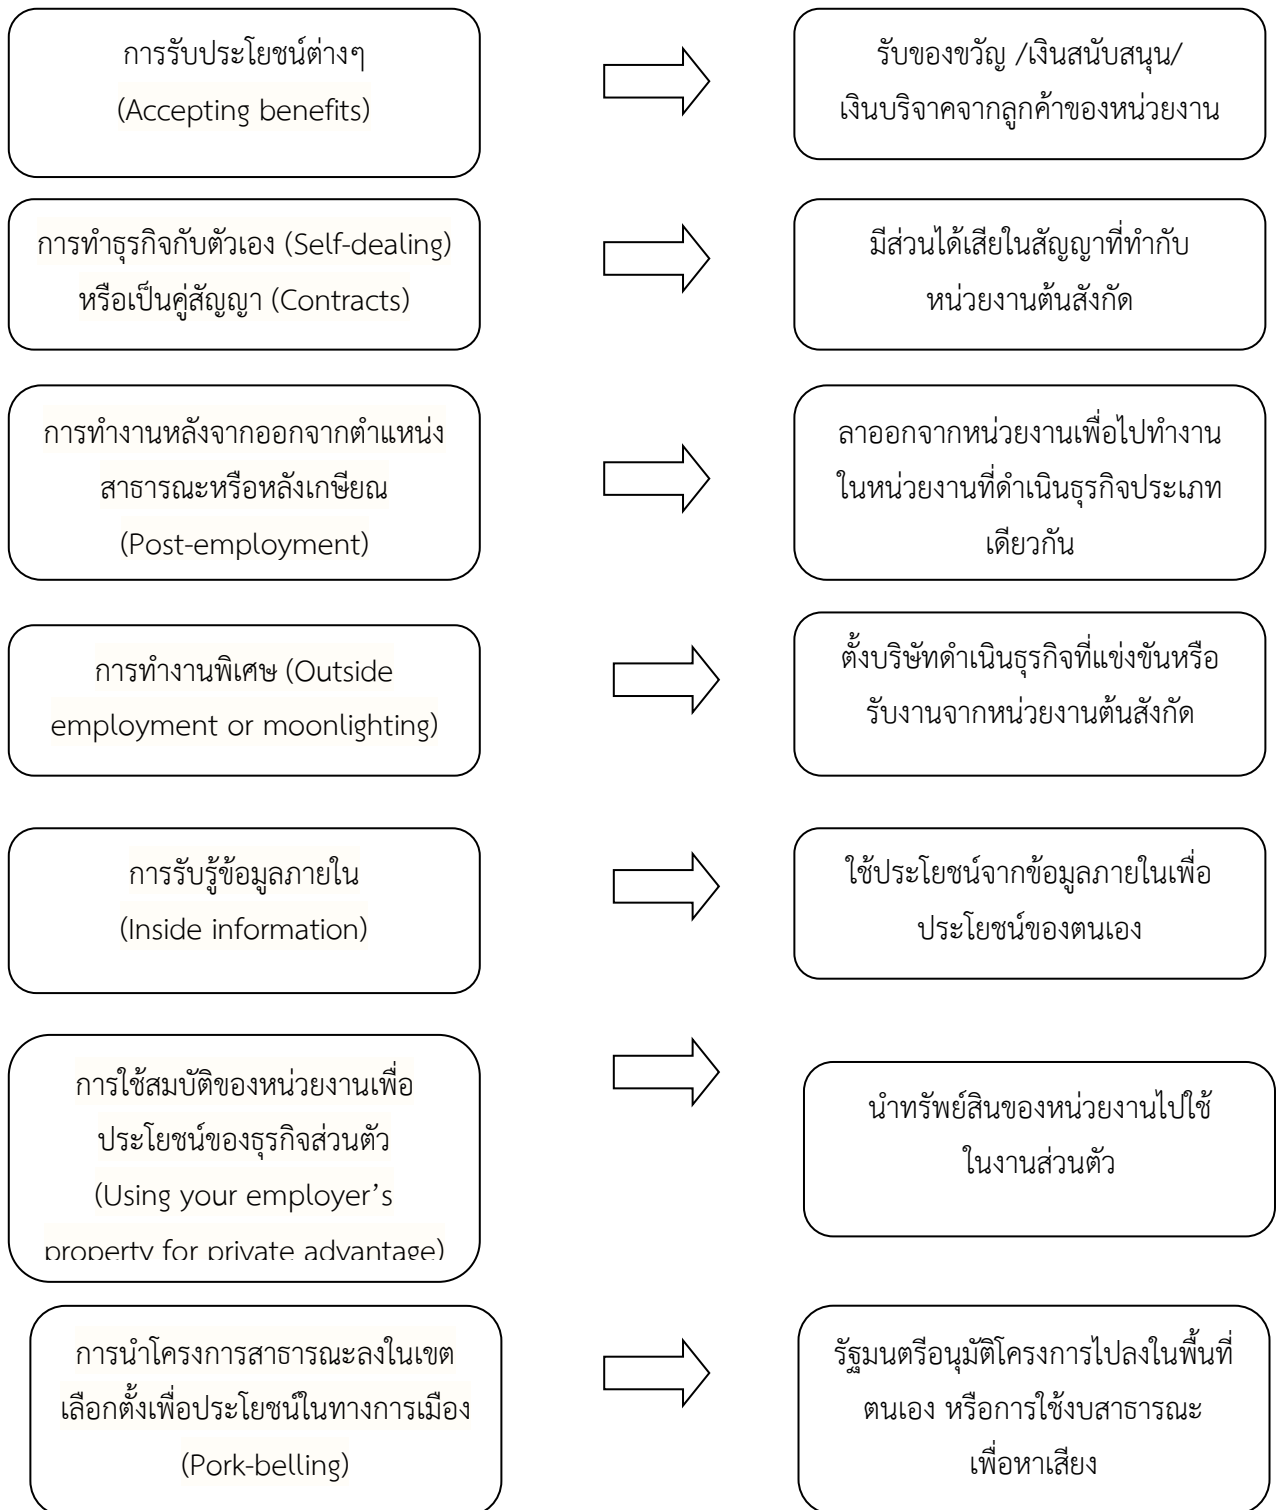 การรับประโยชน์ต่างๆ
(Accepting benefits)
รับของขวัญ /เงินสนับสนุน/
เงินบริจาคจากลูกค้าของหน่วยงาน
การทำธุรกิจกับตัวเอง (Self-dealing)
หรือเป็นคู่สัญญา (Contracts)
มีส่วนได้เสียในสัญญาที่ทำกับ
หน่วยงานต้นสังกัด
การทำงานหลังจากออกจากตำแหน่ง
สาธารณะหรือหลังเกษียณ
(Post-employment)
ลาออกจากหน่วยงานเพื่อไปทำงาน
ในหน่วยงานที่ดำเนินธุรกิจประเภท
เดียวกัน
การทำงานพิเศษ (Outside
employment or moonlighting)
ตั้งบริษัทดำเนินธุรกิจที่แข่งขันหรือ
รับงานจากหน่วยงานต้นสังกัด
การรับรู้ข้อมูลภายใน
(Inside information)
ใช้ประโยชน์จากข้อมูลภายในเพื่อ
ประโยชน์ของตนเอง
การใช้สมบัติของหน่วยงานเพื่อ
ประโยชน์ของธุรกิจส่วนตัว
(Using your employer’s
property for private advantage)
นำทรัพย์สินของหน่วยงานไปใช้
ในงานส่วนตัว
การนำโครงการสาธารณะลงในเขต
เลือกตั้งเพื่อประโยชน์ในทางการเมือง
(Pork-belling)
รัฐมนตรีอนุมัติโครงการไปลงในพื้นที่
ตนเอง หรือการใช้งบสาธารณะ
เพื่อหาเสียง